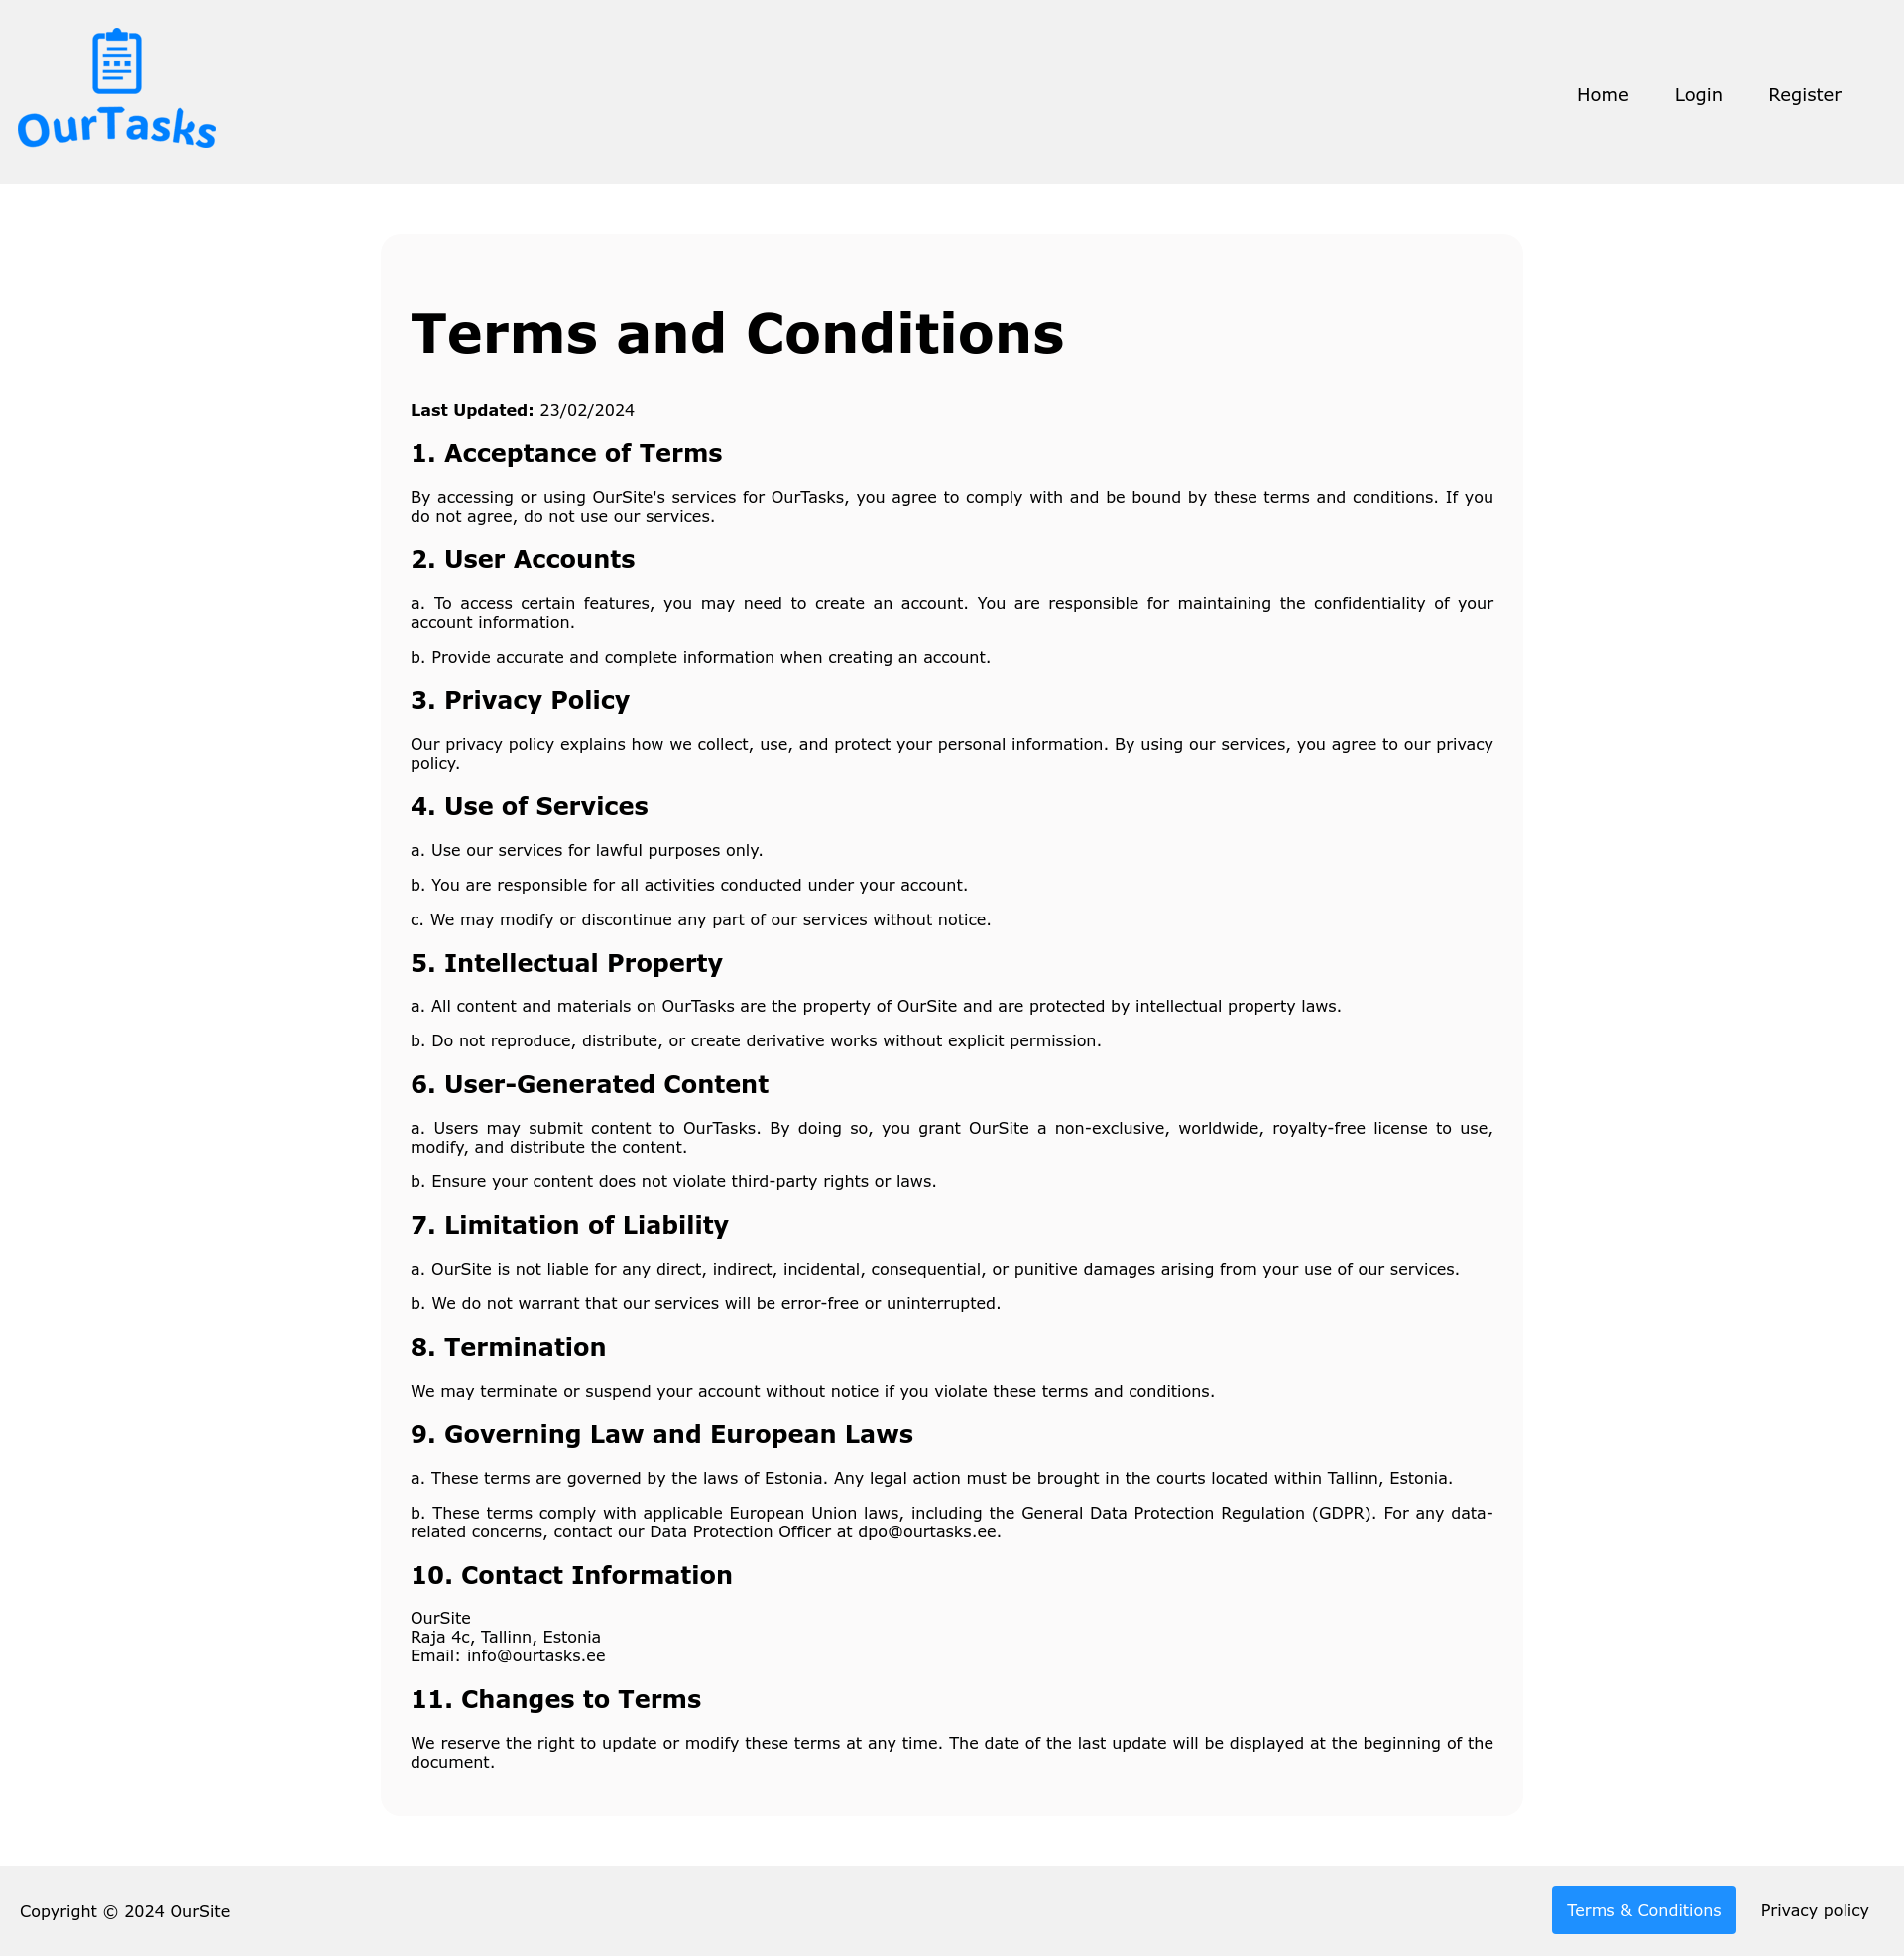 OurTasks
Home Login Register
Terms and Conditions
Last Updated: 23/02/2024
1. Acceptance of Terms
By accessing or using OurSite's services for OurTasks, you agree to comply with and be bound by these terms and conditions. If you
do not agree, do not use our services.
2. User Accounts
a. To access certain features, you may need to create an account. You are responsible for maintaining the confidentiality of your
account information.
b. Provide accurate and complete information when creating an account.
3. Privacy Policy
Our privacy policy explains how we collect, use, and protect your personal information. By using our services, you agree to our privacy
policy.
4. Use of Services
a. Use our services for lawful purposes only.
b. You are responsible for all activities conducted under your account.
c. We may modify or discontinue any part of our services without notice.
5. Intellectual Property
a. All content and materials on OurTasks are the property of OurSite and are protected by intellectual property laws.
b. Do not reproduce, distribute, or create derivative works without explicit permission.
6. User-Generated Content
a. Users may submit content to OurTasks. By doing so, you grant OurSite a non-exclusive, worldwide, royalty-free license to use,
modify, and distribute the content.
b. Ensure your content does not violate third-party rights or laws.
7. Limitation of Liability
a. OurSite is not liable for any direct, indirect, incidental, consequential, or punitive damages arising from your use of our services.
b. We do not warrant that our services will be error-free or uninterrupted.
8. Termination
We may terminate or suspend your account without notice if you violate these terms and conditions.
9. Governing Law and European Laws
a. These terms are governed by the laws of Estonia. Any legal action must be brought in the courts located within Tallinn, Estonia.
b. These terms comply with applicable European Union laws, including the General Data Protection Regulation (GDPR). For any data-
related concerns, contact our Data Protection Officer at dpo@ourtasks.ee.
10. Contact Information
OurSite
Raja 4c, Tallinn, Estonia
Email: info@ourtasks.ee
11. Changes to Terms
We reserve the right to update or modify these terms at any time. The date of the last update will be displayed at the beginning of the
document.
Copyright © 2024 OurSite
Terms & Conditions Privacy policy